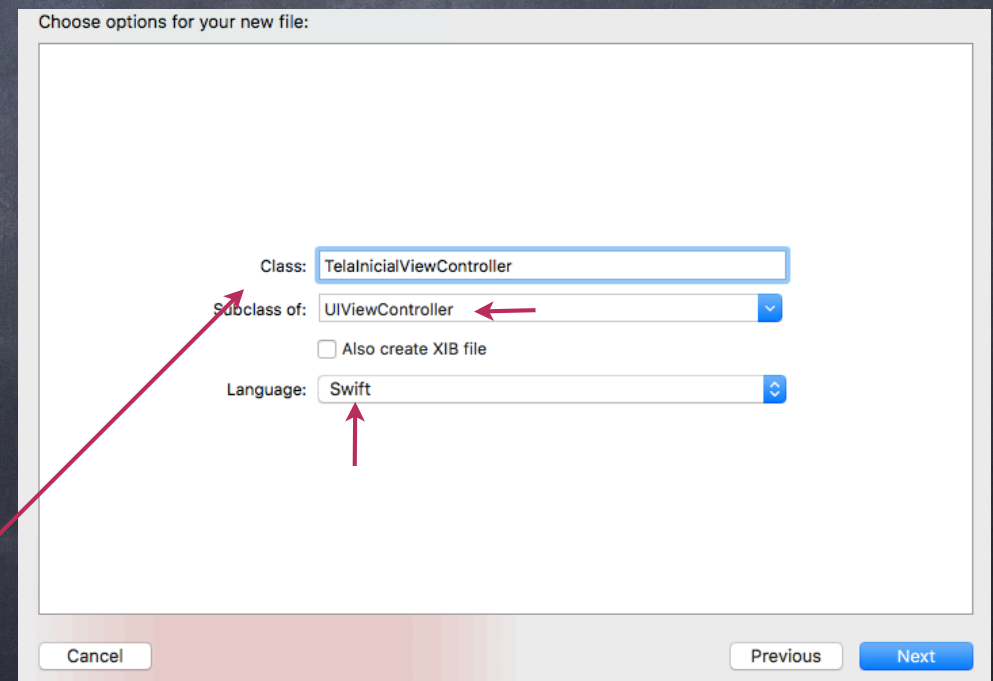 Choose options for your new file:
Class: TelaInicialViewController
Subclass of: UIViewController
Also create XIB file
Language: Swift
Cancel Previous Next